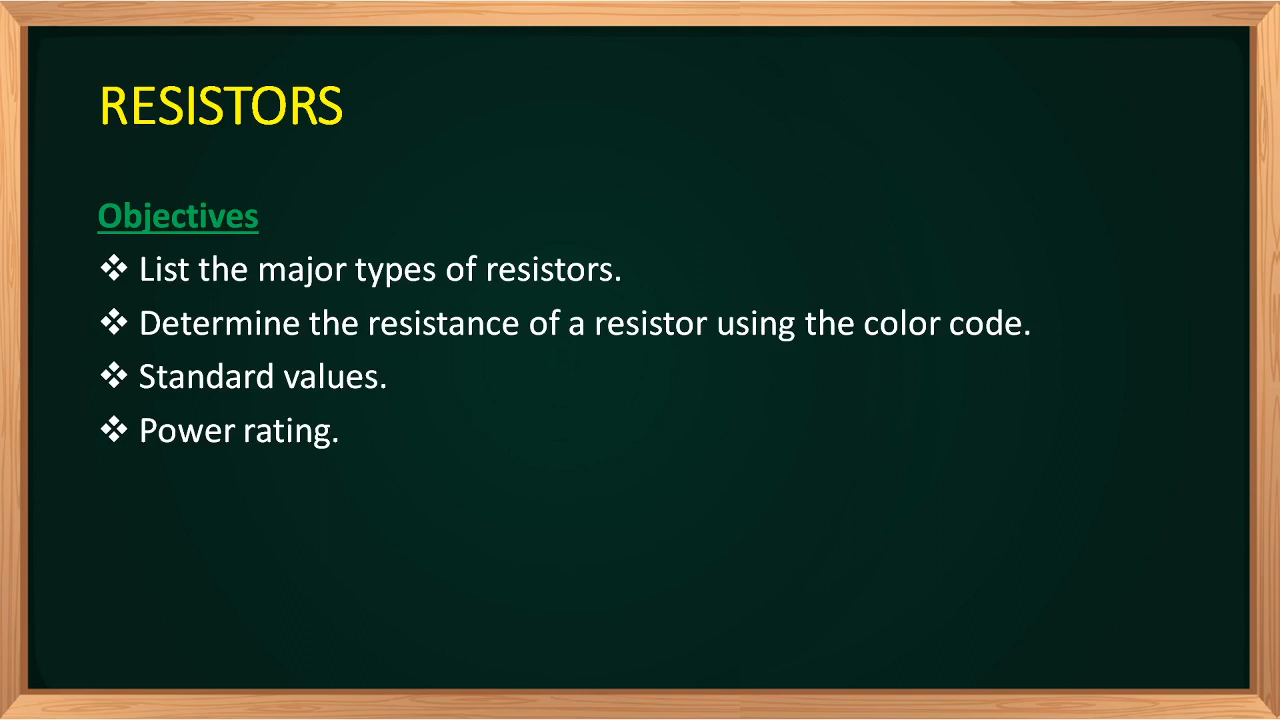 RESISTORS
Objectives
❖ List the major types of resistors.
❖ Determine the resistance of a resistor using the color code.
❖ Standard values.
❖ Power rating.